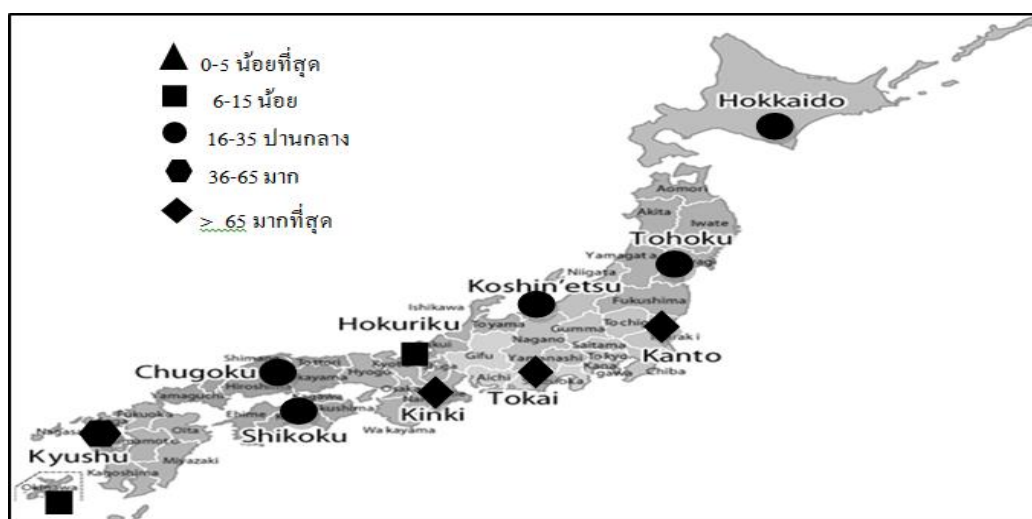 0-5 น้อยที่สุด
6-15 น้อย
16-35 ปานกลาง
36-65 มาก
> 65 มากที่สุด
Hokkaido
Aomori
Akita
Iwate
Tohoku
Yamagata
Niigata
Koshin'etsu
Fukushima
Ishikawa
Toyama
Gumma
Hokuriku
Nagano
Saitama
Kanto
Gifu
Yamanashi
Tokyo
Chiba
Aichi
Tokai
Hyogo
Chugoku
Yamaguchi
Kinki
Wakayama
Ehime
Shikoku
Fukuoka
Oita
Kyushu
Miyazaki
Kagoshima
Okinawa